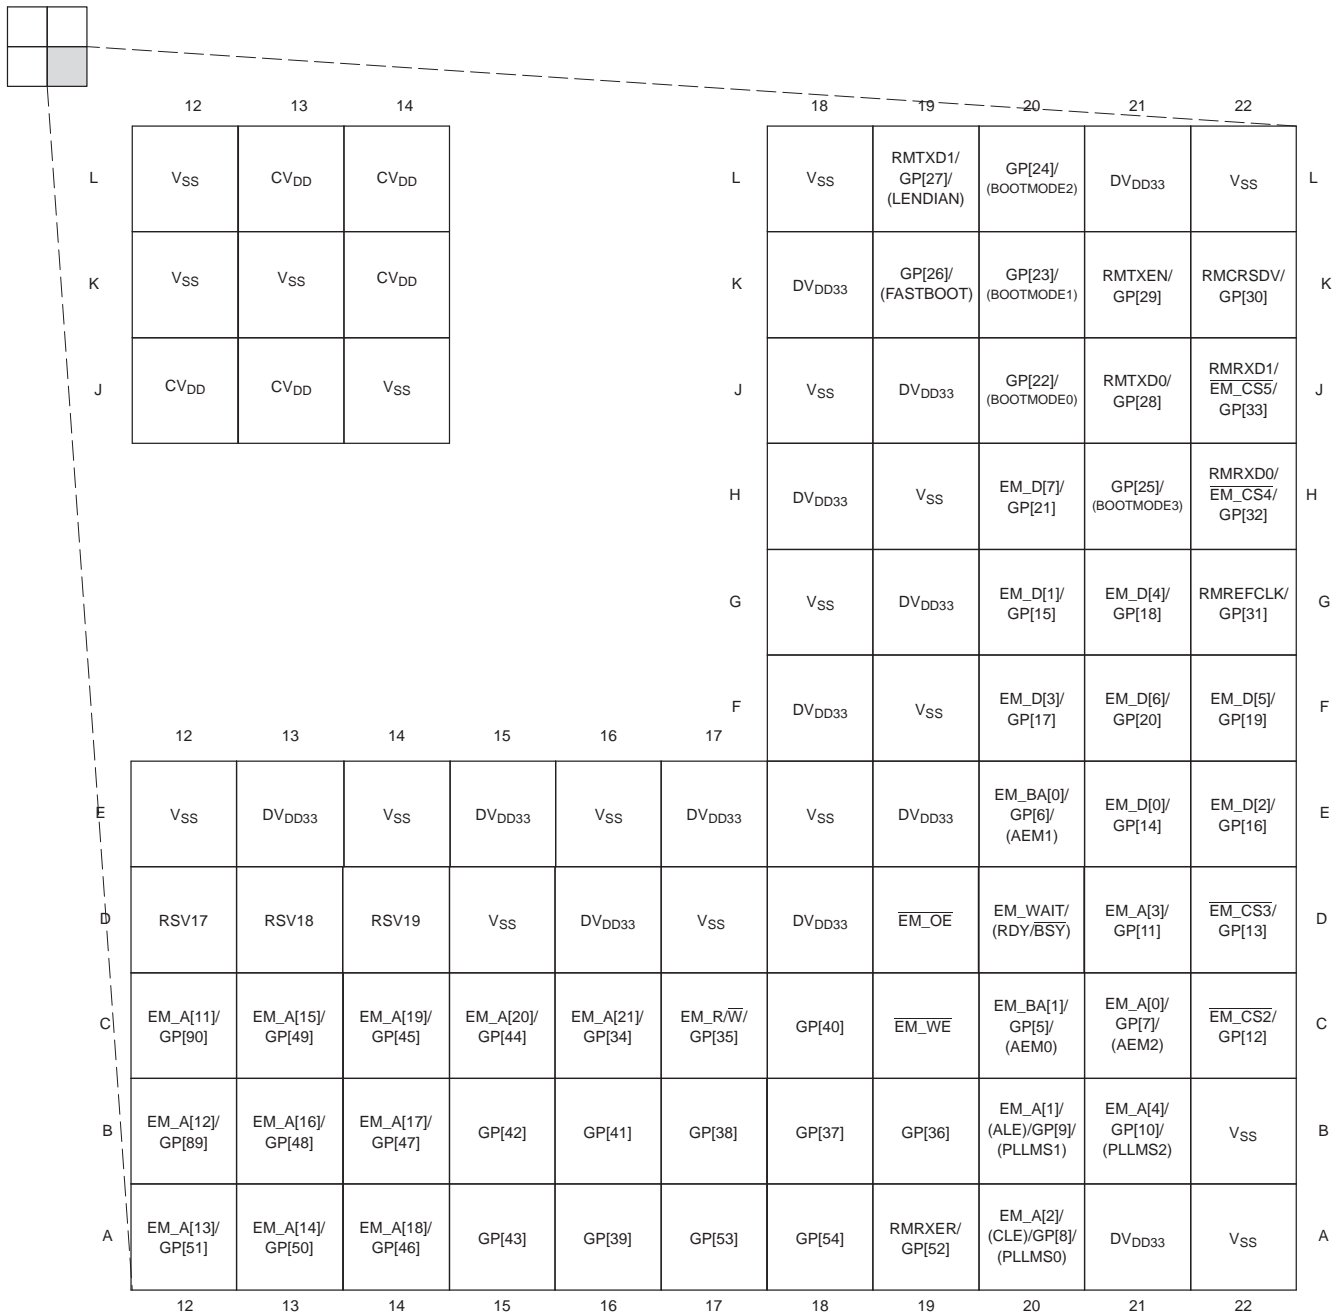 12 13 14 18 19 20 21 22
L VSS CVDD CVDD L VSS RMTXD1/ GP[27]/ (LENDIAN) GP[24]/ (BOOTMODE2) DVDD33 VSS L
K VSS VSS CVDD K DVDD33 GP[26]/ (FASTBOOT) GP[23]/ (BOOTMODE1) RMTXEN/ GP[29] RMCRSDV/ GP[30] K
J CVDD CVDD VSS J VSS DVDD33 GP[22]/ (BOOTMODE0) RMTXD0/ GP[28] RMRXD1/ EM_CS5/ GP[33] J
H DVDD33 VSS EM_D[7]/ GP[21] GP[25]/ (BOOTMODE3) RMRXD0/ EM_CS4/ GP[32] H
G VSS DVDD33 EM_D[1]/ GP[15] EM_D[4]/ GP[18] RMREFCLK/ GP[31] G
F DVDD33 VSS EM_D[3]/ GP[17] EM_D[6]/ GP[20] EM_D[5]/ GP[19] F
12 13 14 15 16 17
E VSS DVDD33 VSS DVDD33 VSS DVDD33 VSS DVDD33 EM_BA[0]/ GP[6]/ (AEM1) EM_D[0]/ GP[14] EM_D[2]/ GP[16] E
D RSV17 RSV18 RSV19 VSS DVDD33 VSS DVDD33 EM_OE EM_WAIT/ (RDY/BSY) EM_A[3]/ GP[11] EM_CS3/ GP[13] D
C EM_A[11]/ GP[90] EM_A[15]/ GP[49] EM_A[19]/ GP[45] EM_A[20]/ GP[44] EM_A[21]/ GP[34] EM_R/W/ GP[35] GP[40] EM_WE EM_BA[1]/ GP[5]/ (AEM0) EM_A[0]/ GP[7]/ (AEM2) EM_CS2/ GP[12] C
B EM_A[12]/ GP[89] EM_A[16]/ GP[48] EM_A[17]/ GP[47] GP[42] GP[41] GP[38] GP[37] GP[36] EM_A[1]/ (ALE)/GP[9]/ (PLLMS1) EM_A[4]/ GP[10]/ (PLLMS2) VSS B
A EM_A[13]/ GP[51] EM_A[14]/ GP[50] EM_A[18]/ GP[46] GP[43] GP[39] GP[53] GP[54] RMRXER/ GP[52] EM_A[2]/ (CLE)/GP[8]/ (PLLMS0) DVDD33 VSS A
12 13 14 15 16 17 18 19 20 21 22